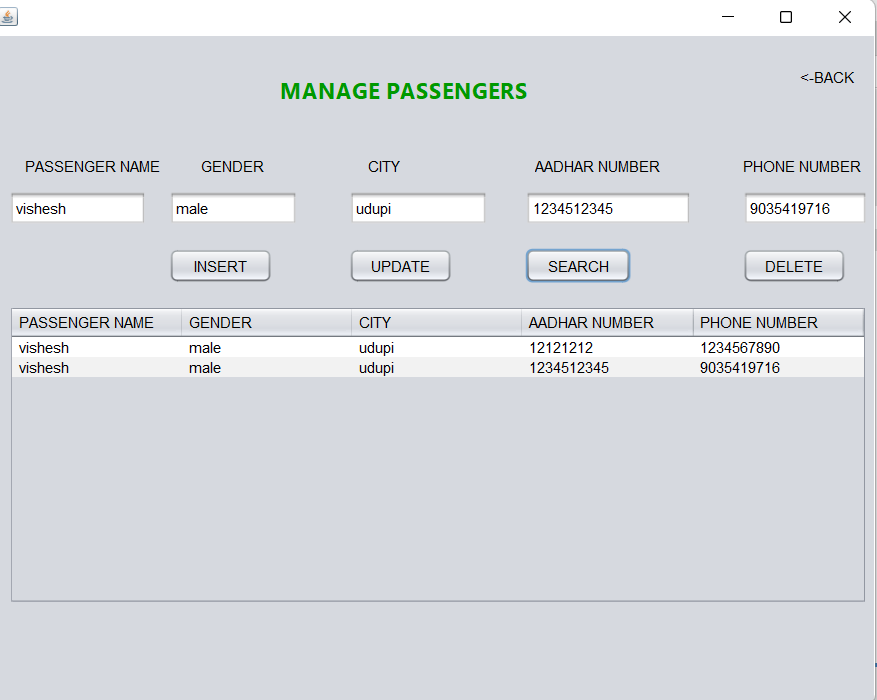 <-BACK
MANAGE PASSENGERS
PASSENGER NAME GENDER CITY AADHAR NUMBER PHONE NUMBER
vishesh male udupi 1234512345 9035419716
INSERT UPDATE SEARCH DELETE
PASSENGER NAME GENDER CITY AADHAR NUMBER PHONE NUMBER
vishesh male udupi 12121212 1234567890
vishesh male udupi 1234512345 9035419716